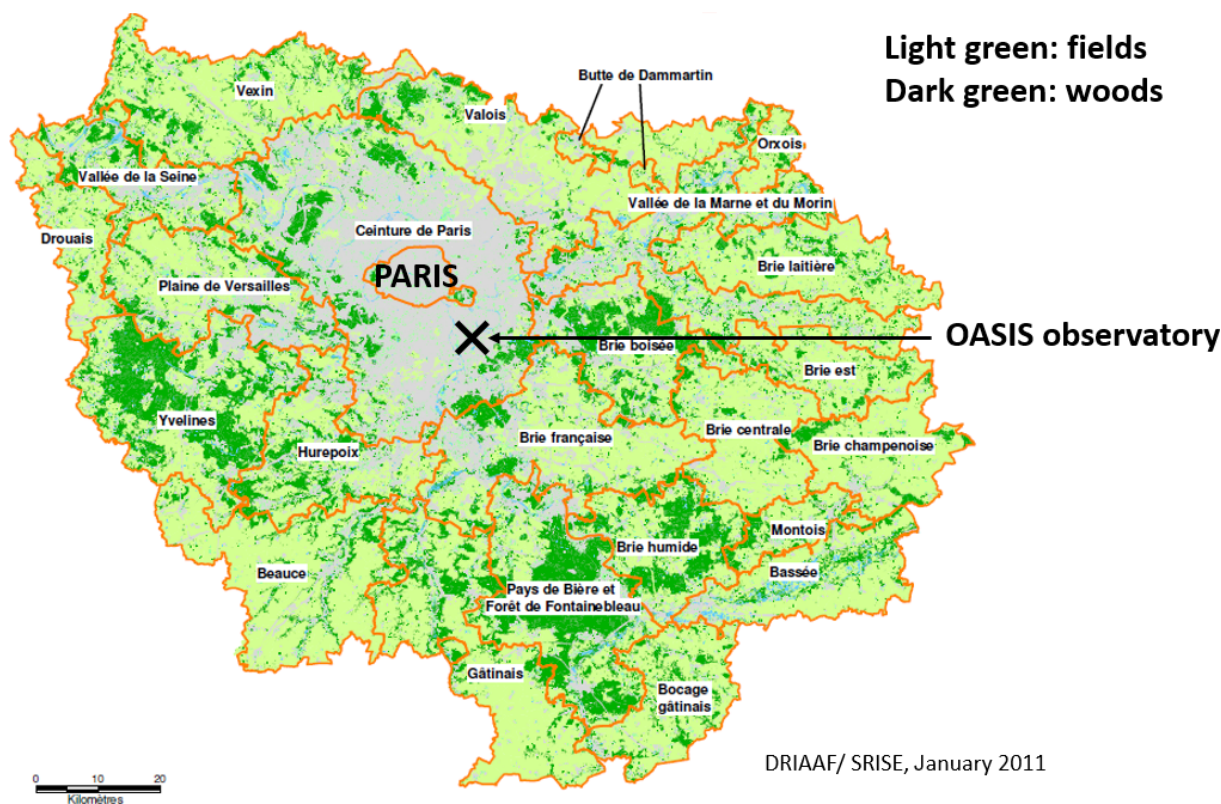 Light green: fields
Dark green: woods
Butte de Dammartin
Vexin
Valois
Orxois
Vallée de la Seine
Vallée de la Marne et du Morin
Ceinture de Paris
Drouais
PARIS
Brie laitière
Plaine de Versailles
OASIS observatory
Brie boisée
Brie est
Yvelines
Brie française
Brie centrale
Brie champenoise
Hurepoix
Montois
Brie humide
Beauce
Bassée
Pays de Bière et
Forêt de Fontainebleau
Gâtinais
Bocage
gâtinais
DRIAAF/ SRISE, January 2011
0 10 20
Kilomètres